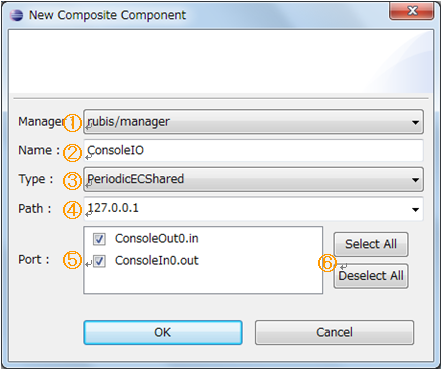 New Composite Component
Manager ① rubis/manager
Name : ② ConsoleIO
Type : ③ PeriodicECShared
Path : ④ 127.0.0.1
ConsoleOut0.in
Port : ⑤ ConsoleIn0.out
⑥ Select All
Deselect All
OK Cancel